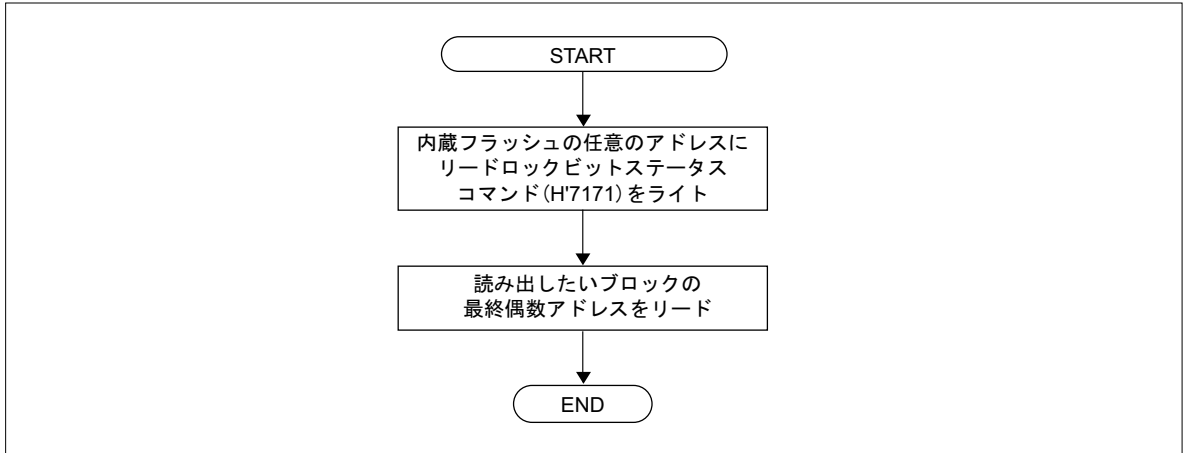 START
内蔵フラッシュの任意のアドレスに
リードロックビットステータス
コマンド(H'7171)をライト
読み出したいブロックの
最終偶数アドレスをリード
END